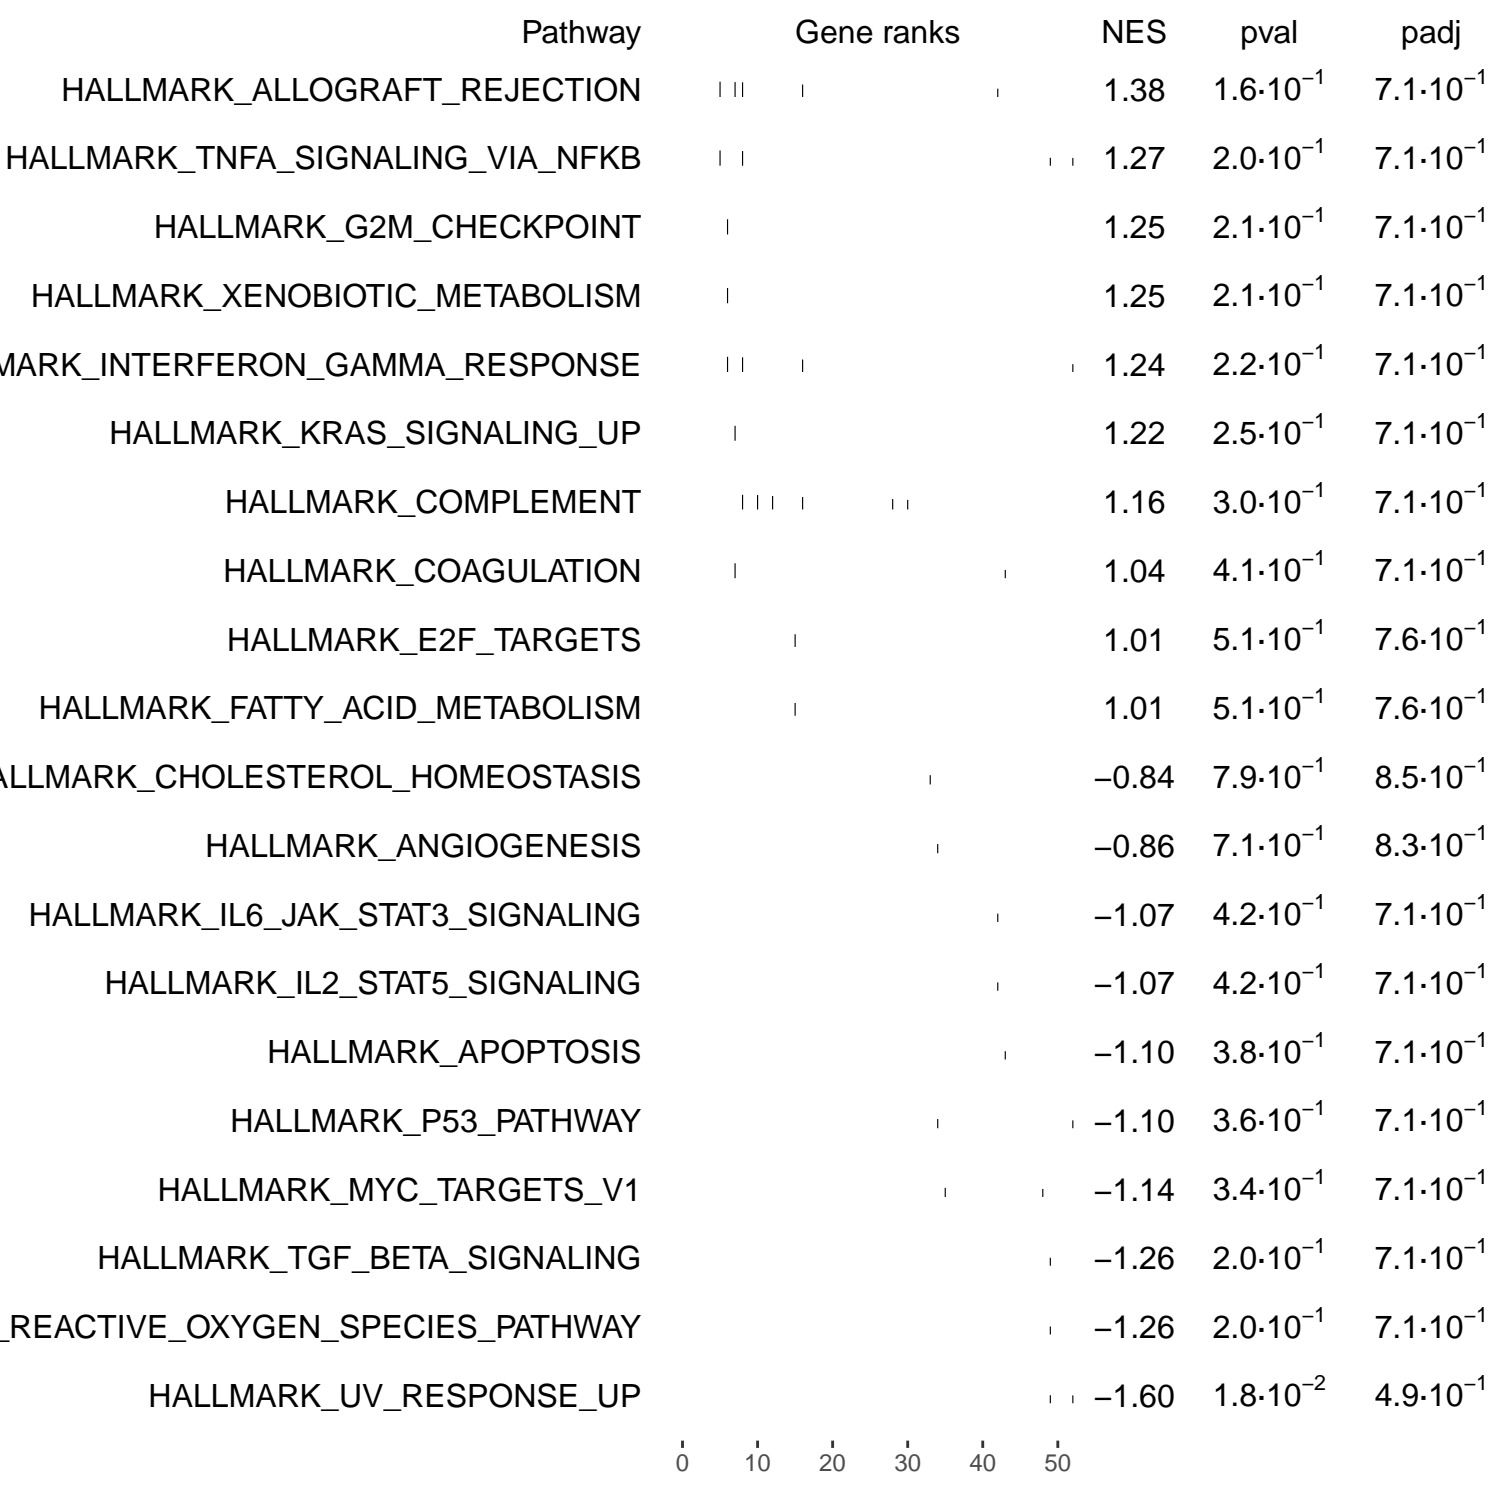 Pathway Gene ranks NES pval padj
HALLMARK_ALLOGRAFT_REJECTION 1.38 1.6·10⁻¹ 7.1·10⁻¹
HALLMARK_TNFA_SIGNALING_VIA_NFKB 1.27 2.0·10⁻¹ 7.1·10⁻¹
HALLMARK_G2M_CHECKPOINT 1.25 2.1·10⁻¹ 7.1·10⁻¹
HALLMARK_XENOBIOTIC_METABOLISM 1.25 2.1·10⁻¹ 7.1·10⁻¹
MARK_INTERFERON_GAMMA_RESPONSE 1.24 2.2·10⁻¹ 7.1·10⁻¹
HALLMARK_KRAS_SIGNALING_UP 1.22 2.5·10⁻¹ 7.1·10⁻¹
HALLMARK_COMPLEMENT 1.16 3.0·10⁻¹ 7.1·10⁻¹
HALLMARK_COAGULATION 1.04 4.1·10⁻¹ 7.1·10⁻¹
HALLMARK_E2F_TARGETS 1.01 5.1·10⁻¹ 7.6·10⁻¹
HALLMARK_FATTY_ACID_METABOLISM 1.01 5.1·10⁻¹ 7.6·10⁻¹
ALLMARK_CHOLESTEROL_HOMEOSTASIS −0.84 7.9·10⁻¹ 8.5·10⁻¹
HALLMARK_ANGIOGENESIS −0.86 7.1·10⁻¹ 8.3·10⁻¹
HALLMARK_IL6_JAK_STAT3_SIGNALING −1.07 4.2·10⁻¹ 7.1·10⁻¹
HALLMARK_IL2_STAT5_SIGNALING −1.07 4.2·10⁻¹ 7.1·10⁻¹
HALLMARK_APOPTOSIS −1.10 3.8·10⁻¹ 7.1·10⁻¹
HALLMARK_P53_PATHWAY −1.10 3.6·10⁻¹ 7.1·10⁻¹
HALLMARK_MYC_TARGETS_V1 −1.14 3.4·10⁻¹ 7.1·10⁻¹
HALLMARK_TGF_BETA_SIGNALING −1.26 2.0·10⁻¹ 7.1·10⁻¹
_REACTIVE_OXYGEN_SPECIES_PATHWAY −1.26 2.0·10⁻¹ 7.1·10⁻¹
HALLMARK_UV_RESPONSE_UP −1.60 1.8·10⁻² 4.9·10⁻¹
0 10 20 30 40 50